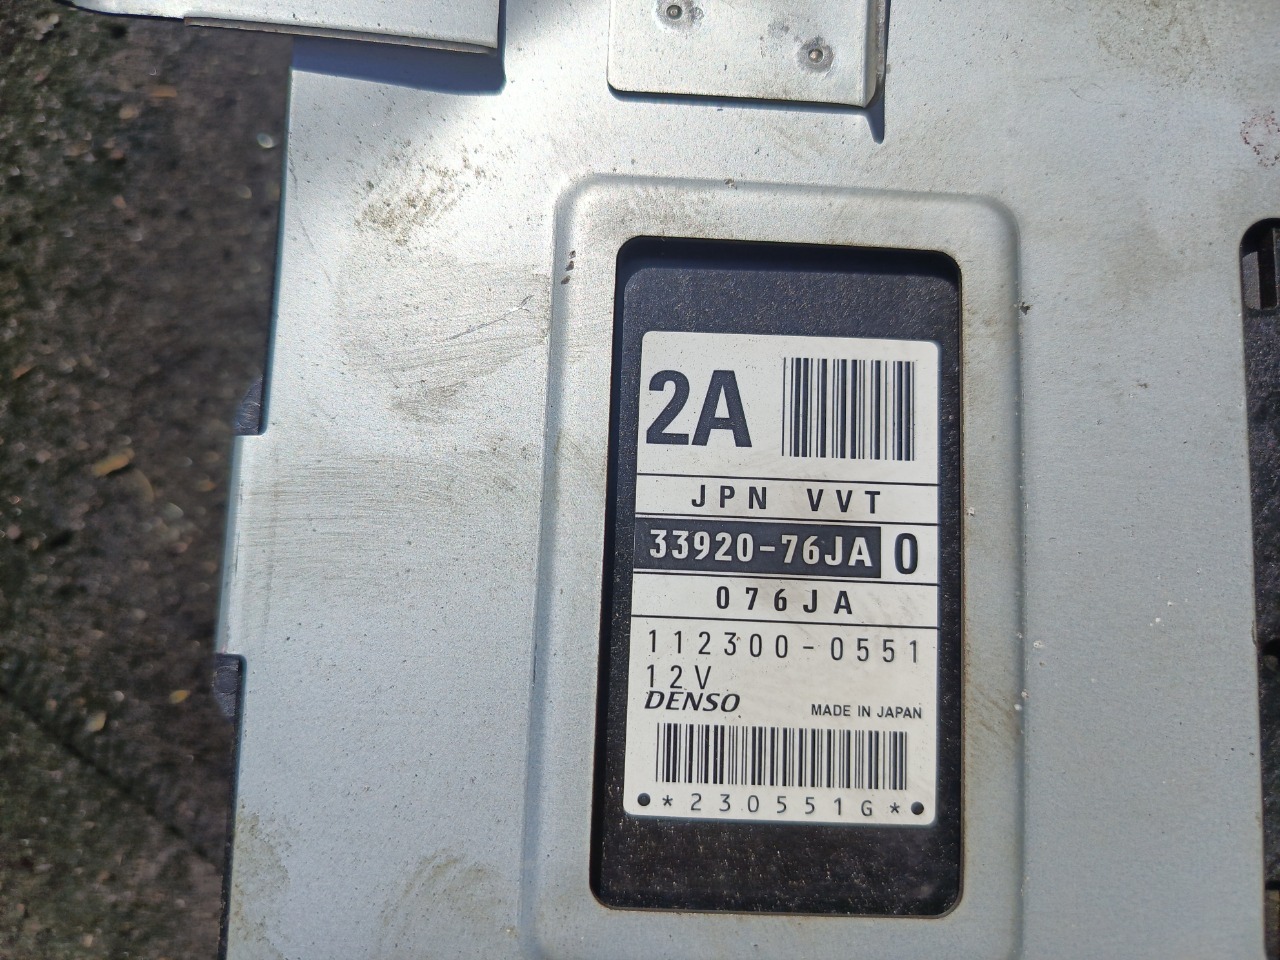 2A
JPN VVT
33920-76JA 0
076JA
112300-0551
12V
DENSO
MADE IN JAPAN
*230551G*